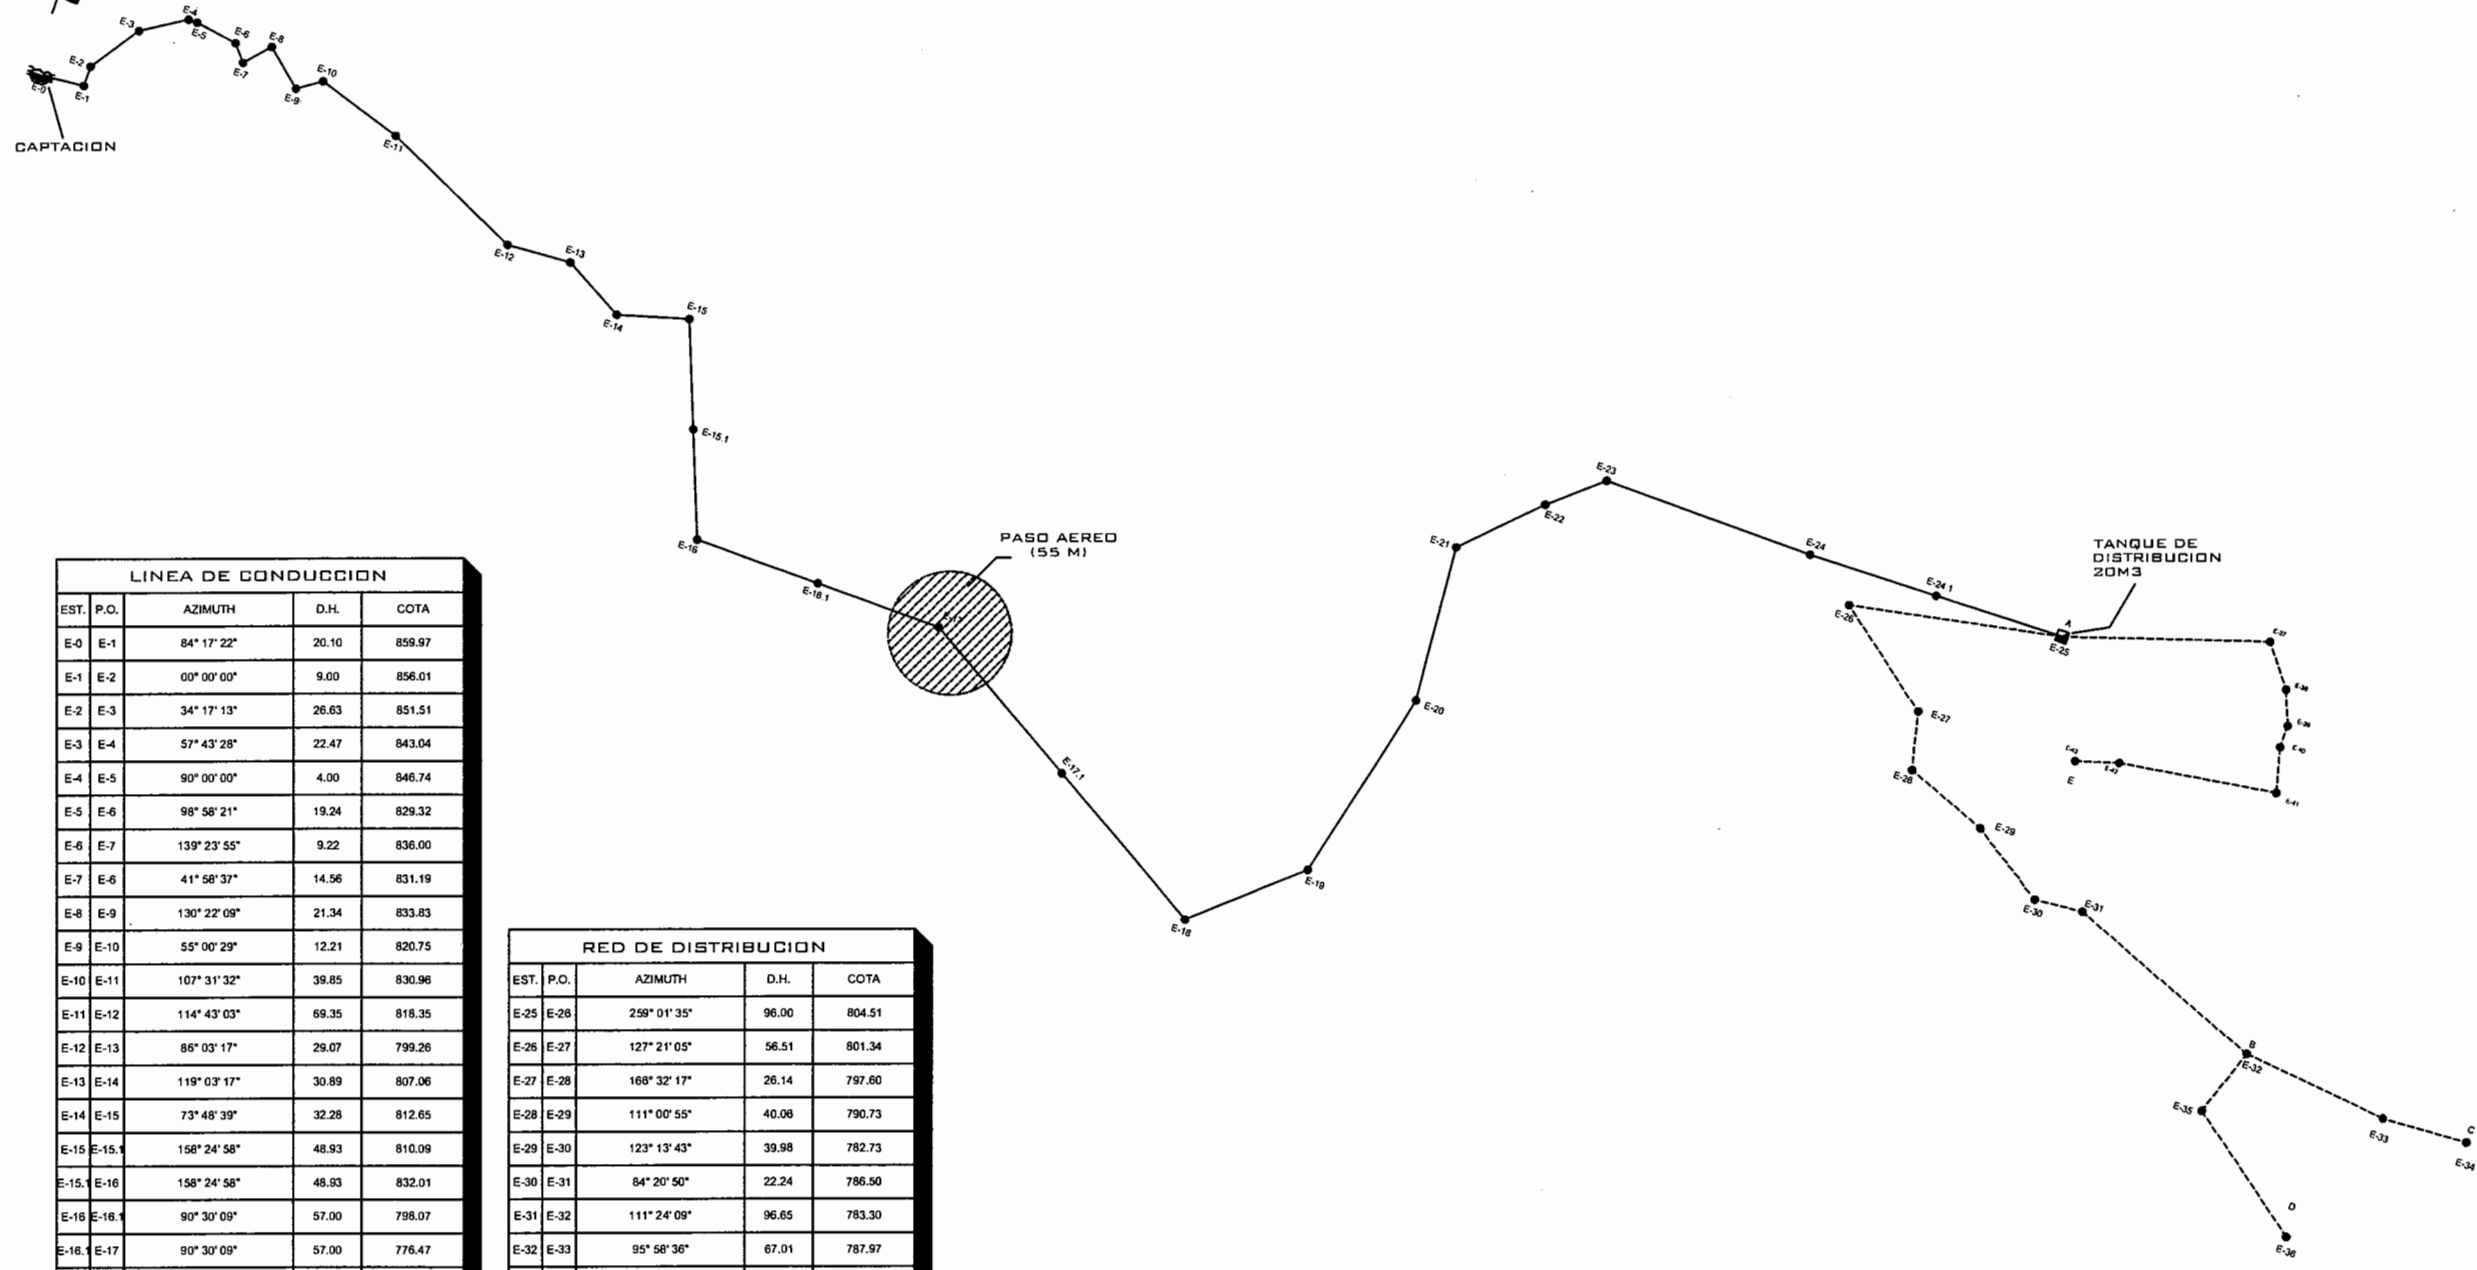 E-4
E-3
E-5
E-6
E-8
E-2
E-7
E-10
E-0
E-1
E-9
CAPTACION
E-11
E-12
E-13
E-14
E-15
E-15.1
E-16
E-16.1
PASO AEREO
(55 M)
E-17
E-17.1
E-18
E-19
E-20
E-21
E-22
E-23
E-24
E-24.1
TANQUE DE
DISTRIBUCION
20M3
A
E-25
E-26
E-27
E-28
E-29
E-30
E-31
B
E-32
E-33
C
E-34
E-35
D
E-36
E-37
E-38
E-39
E-40
E-41
E-42
E-43
E
LINEA DE CONDUCCION
EST. P.O. AZIMUTH D.H. COTA
E-0 E-1 84° 17' 22" 20.10 859.97
E-1 E-2 00° 00' 00" 9.00 856.01
E-2 E-3 34° 17' 13" 26.63 851.51
E-3 E-4 57° 43' 28" 22.47 843.04
E-4 E-5 90° 00' 00" 4.00 846.74
E-5 E-6 98° 58' 21" 19.24 829.32
E-6 E-7 139° 23' 55" 9.22 836.00
E-7 E-6 41° 58' 37" 14.56 831.19
E-8 E-9 130° 22' 09" 21.34 833.83
E-9 E-10 55° 00' 29" 12.21 820.75
E-10 E-11 107° 31' 32" 39.85 830.96
E-11 E-12 114° 43' 03" 69.35 818.35
E-12 E-13 86° 03' 17" 29.07 799.26
E-13 E-14 119° 03' 17" 30.89 807.06
E-14 E-15 73° 48' 39" 32.28 812.65
E-15 E-15.1 158° 24' 58" 48.93 810.09
E-15.1 E-16 158° 24' 58" 48.93 832.01
E-16 E-16.1 90° 30' 09" 57.00 798.07
E-16.1 E-17 90° 30' 09" 57.00 776.47
RED DE DISTRIBUCION
EST. P.O. AZIMUTH D.H. COTA
E-25 E-26 259° 01' 35" 96.00 804.51
E-26 E-27 127° 21' 05" 56.51 801.34
E-27 E-28 166° 32' 17" 26.14 797.60
E-28 E-29 111° 00' 55" 40.06 790.73
E-29 E-30 123° 13' 43" 39.98 782.73
E-30 E-31 84° 20' 50" 22.24 786.50
E-31 E-32 111° 24' 09" 96.65 783.30
E-32 E-33 95° 58' 36" 67.01 787.97